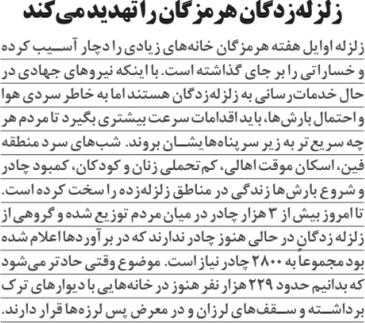 زلزله‌زدگان هرمزگان را تهدید می‌کند
زلزله اوایل هفته هرمزگان خانه‌های زیادی را دچار آسیب کرده
و خساراتی را بر جای گذاشته است. با اینکه نیروهای جهادی در
حال خدمات‌رسانی به زلزله‌زدگان هستند اما به خاطر سردی هوا
و احتمال بارش‌ها، باید اقدامات سرعت بیشتری بگیرد تا مردم هر
چه سریع‌تر به زیر سرپناه‌هایشان بروند. شب‌های سرد منطقه
فین، اسکان موقت اهالی، کم‌تحملی زنان و کودکان، کمبود چادر
و شروع بارش‌ها زندگی در مناطق زلزله‌زده را سخت کرده است.
تا امروز بیش از ۳ هزار چادر در میان مردم توزیع شده و گروهی از
زلزله زدگان در حالی هنوز چادر ندارند که در برآوردها اعلام شده
بود مجموعا به ۲۸۰۰ چادر نیاز است. موضوع وقتی حادتر می‌شود
که بدانیم حدود ۲۲۹ هزار نفر هنوز در خانه‌هایی با دیوارهای ترک
برداشته و سقف‌های لرزان و در معرض پس لرزه‌ها قرار دارند.